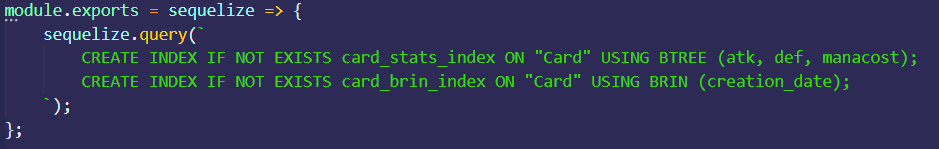 module.exports = sequelize => {
    sequelize.query(`
        CREATE INDEX IF NOT EXISTS card_stats_index ON "Card" USING BTREE (atk, def, manacost);
        CREATE INDEX IF NOT EXISTS card_brin_index ON "Card" USING BRIN (creation_date);
    `);
};